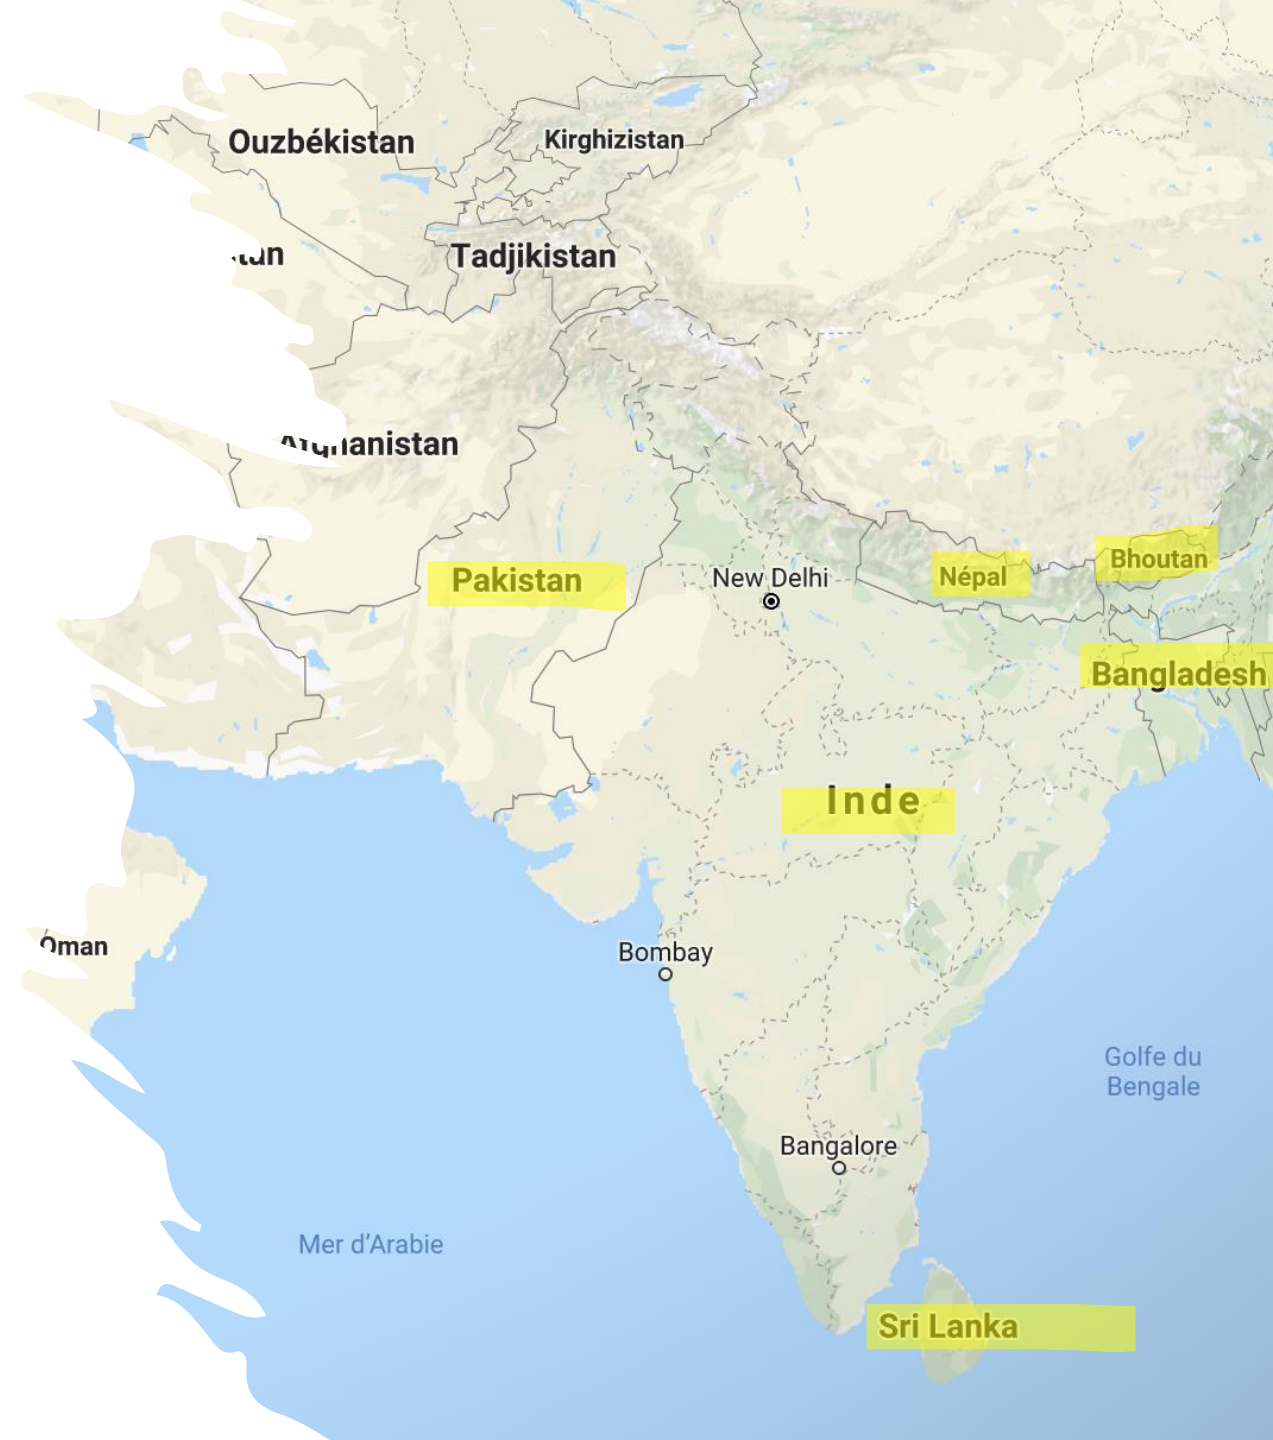 Ouzbékistan
Kirghizistan
Tadjikistan
Afghanistan
Pakistan
New Delhi
Népal
Bhoutan
Bangladesh
Inde
Oman
Bombay
Golfe du
Bengale
Bangalore
Mer d’Arabie
Sri Lanka